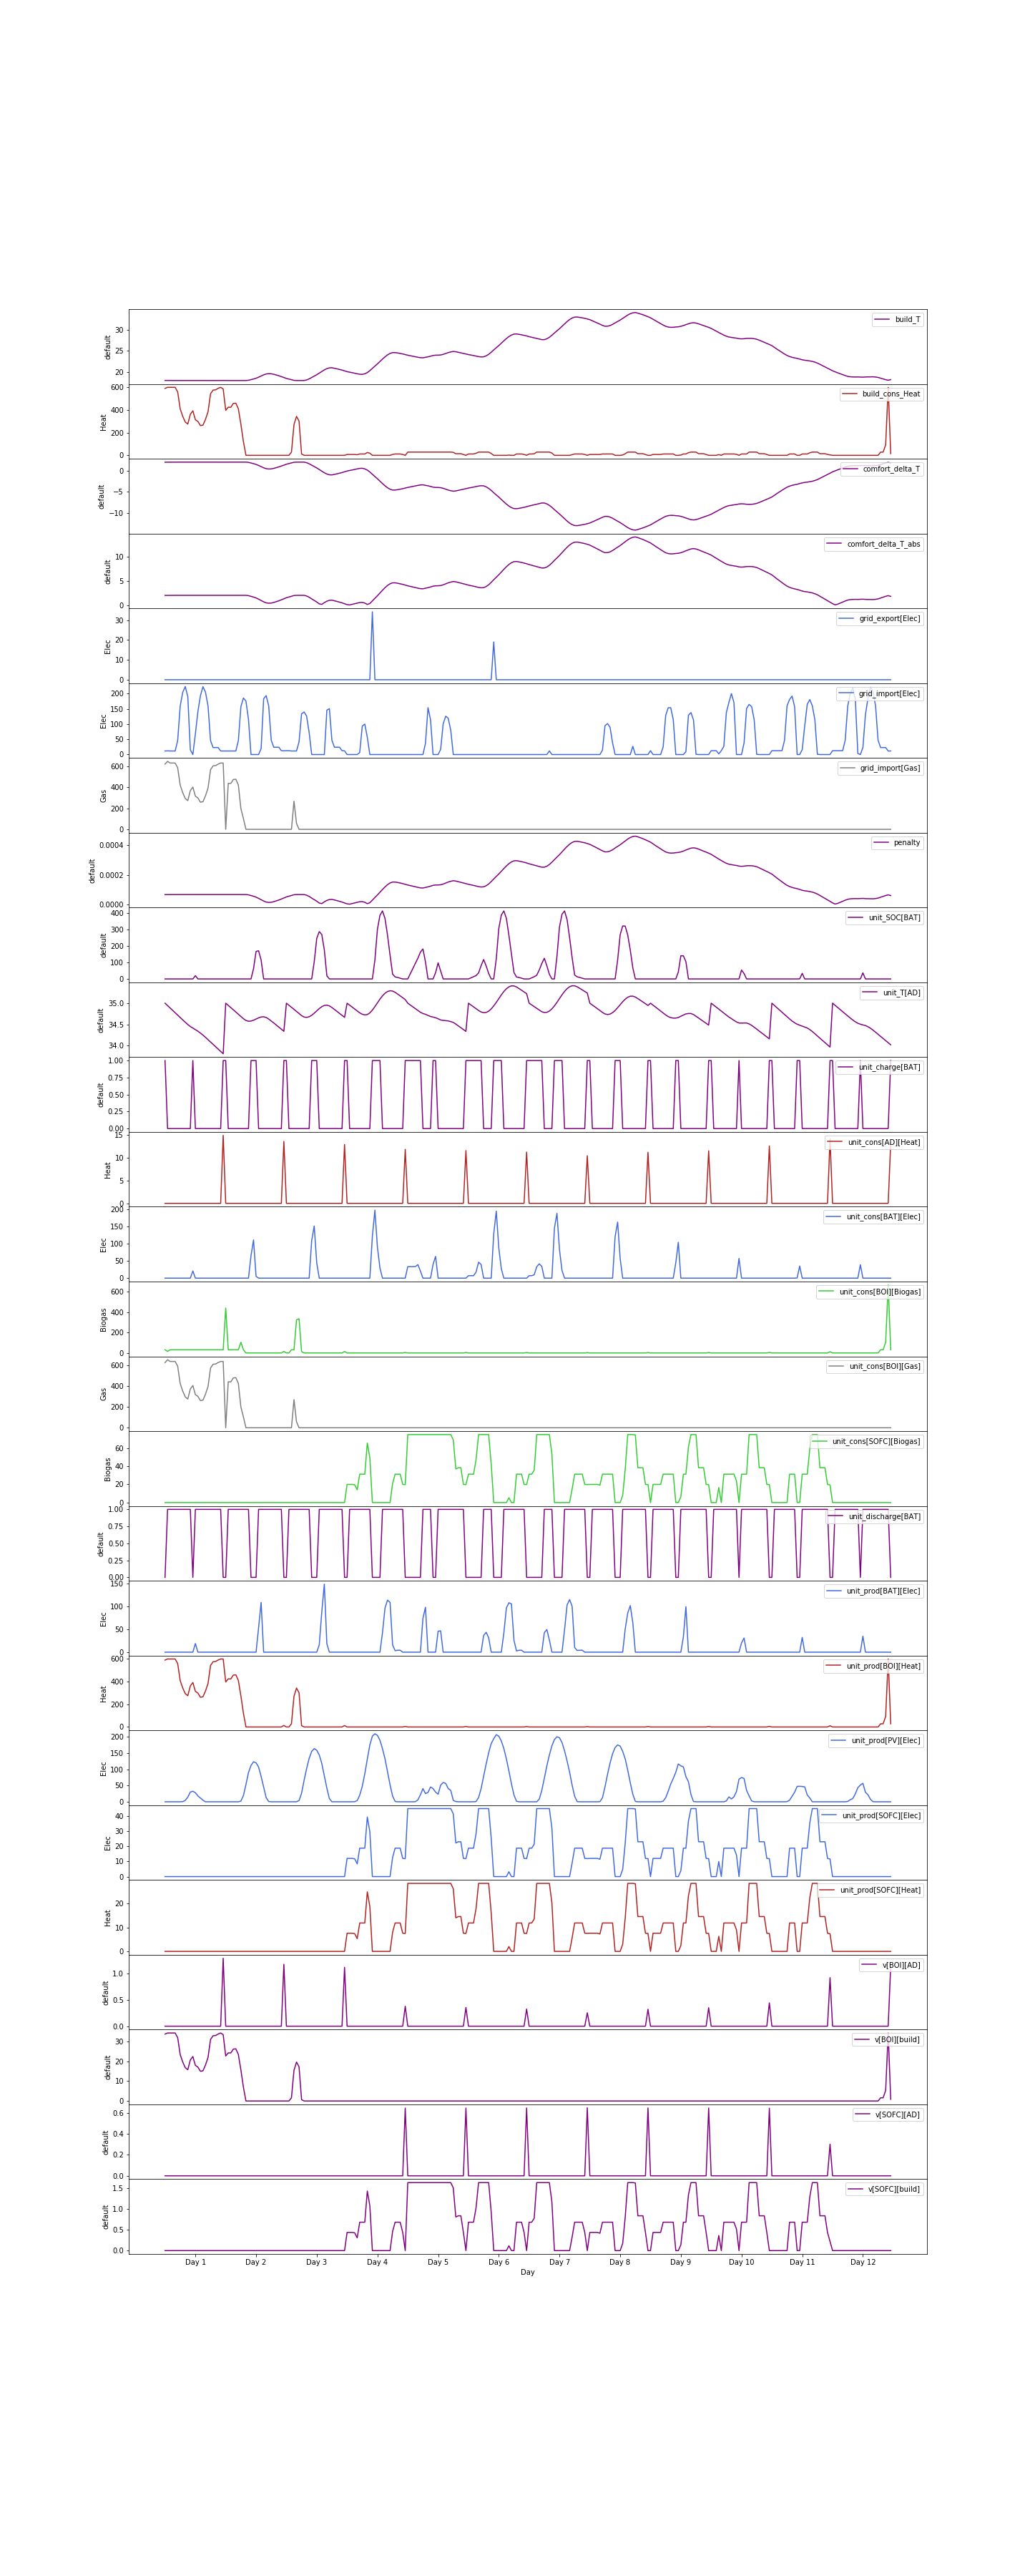 build_T
30
25
20
default
build_cons_Heat
600
400
200
0
Heat
comfort_delta_T
0
−5
−10
default
comfort_delta_T_abs
10
5
0
default
grid_export[Elec]
30
20
10
0
Elec
grid_import[Elec]
200
150
100
50
0
Elec
grid_import[Gas]
600
400
200
0
Gas
penalty
0.0004
0.0002
0.0000
default
unit_SOC[BAT]
400
300
200
100
0
default
unit_T[AD]
35.0
34.5
34.0
default
unit_charge[BAT]
1.00
0.75
0.50
0.25
0.00
default
unit_cons[AD][Heat]
15
10
5
0
Heat
unit_cons[BAT][Elec]
200
150
100
50
0
Elec
unit_cons[BOI][Biogas]
600
400
200
0
Biogas
unit_cons[BOI][Gas]
600
400
200
0
Gas
unit_cons[SOFC][Biogas]
60
40
20
0
Biogas
unit_discharge[BAT]
1.00
0.75
0.50
0.25
0.00
default
unit_prod[BAT][Elec]
150
100
50
0
Elec
unit_prod[BOI][Heat]
600
400
200
0
Heat
unit_prod[PV][Elec]
200
150
100
50
0
Elec
unit_prod[SOFC][Elec]
40
30
20
10
0
Elec
unit_prod[SOFC][Heat]
20
10
0
Heat
v[BOI][AD]
1.0
0.5
0.0
default
v[BOI][build]
30
20
10
0
default
v[SOFC][AD]
0.6
0.4
0.2
0.0
default
v[SOFC][build]
1.5
1.0
0.5
0.0
default
Day 1 Day 2 Day 3 Day 4 Day 5 Day 6 Day 7 Day 8 Day 9 Day 10 Day 11 Day 12
Day